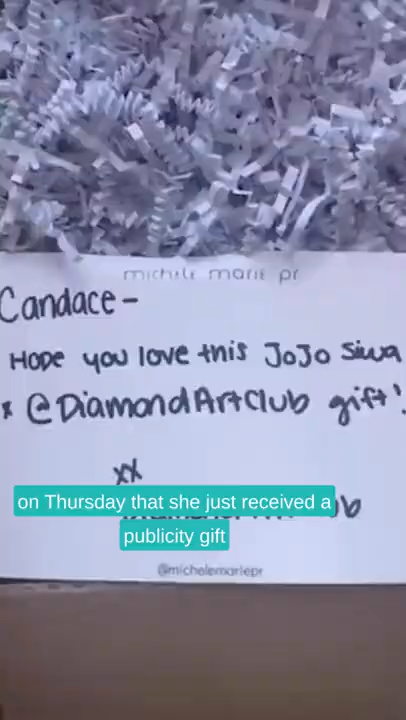 michele marie pr
Candace -
Hope you love this JoJo Siwa
x @DiamondArtClub gift!
xx
on Thursday that she just received a
publicity gift
@michelemariepr